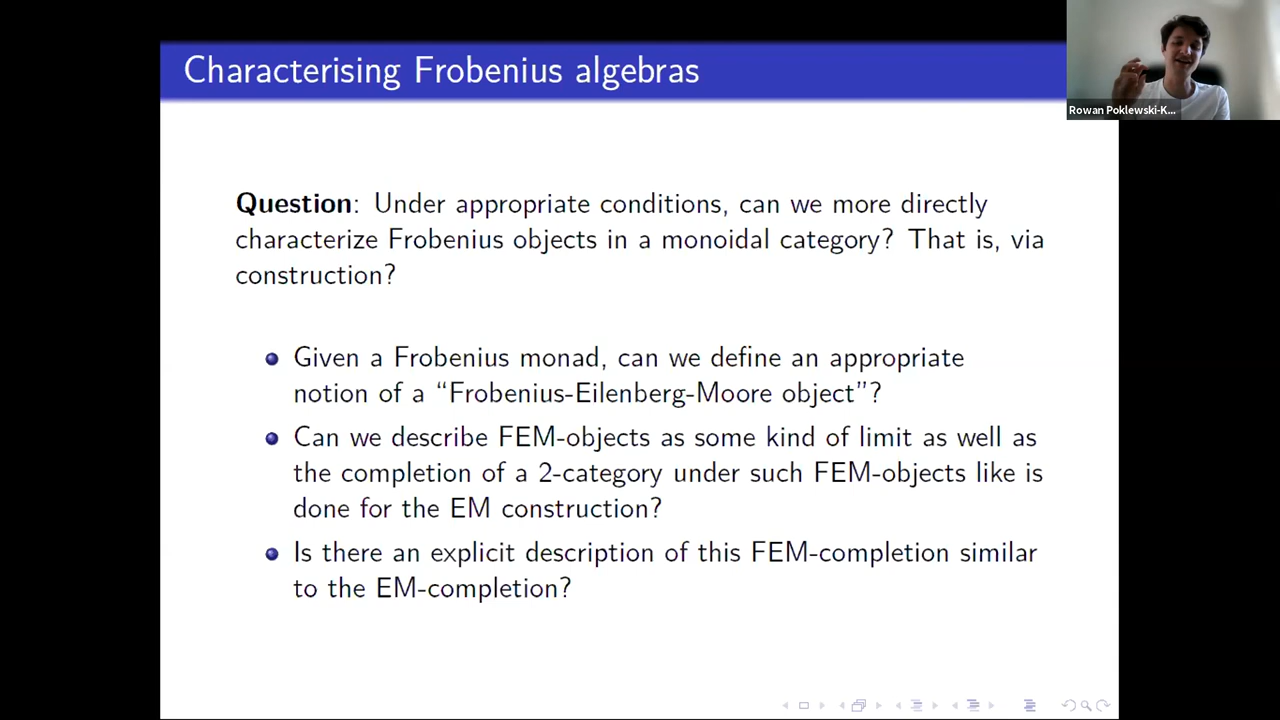 Characterising Frobenius algebras
Rowan Poklewski-K...
Question: Under appropriate conditions, can we more directly
characterize Frobenius objects in a monoidal category? That is, via
construction?
Given a Frobenius monad, can we define an appropriate
notion of a “Frobenius-Eilenberg-Moore object”?
Can we describe FEM-objects as some kind of limit as well as
the completion of a 2-category under such FEM-objects like is
done for the EM construction?
Is there an explicit description of this FEM-completion similar
to the EM-completion?